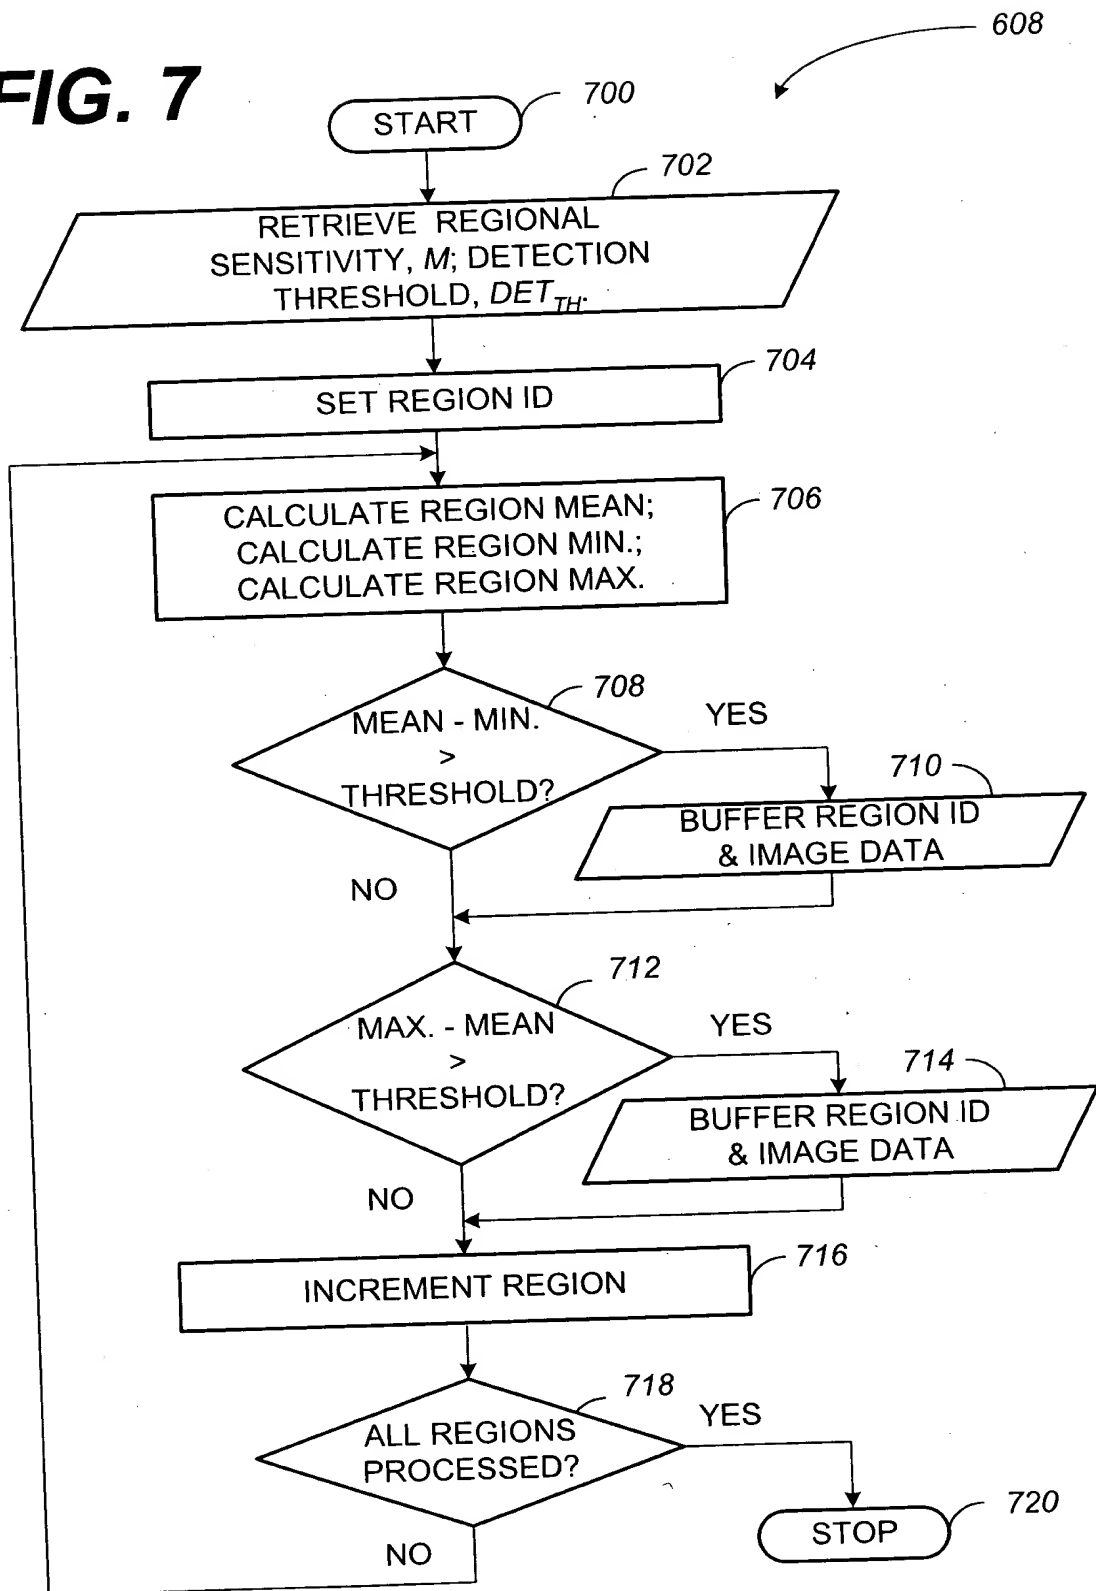 608
FIG. 7
700
START
702
RETRIEVE REGIONAL
SENSITIVITY, M; DETECTION
THRESHOLD, DET_TH.
704
SET REGION ID
706
CALCULATE REGION MEAN;
CALCULATE REGION MIN.;
CALCULATE REGION MAX.
708
MEAN - MIN.
>
THRESHOLD?
YES
710
BUFFER REGION ID
& IMAGE DATA
NO
712
MAX. - MEAN
>
THRESHOLD?
YES
714
BUFFER REGION ID
& IMAGE DATA
NO
716
INCREMENT REGION
718
ALL REGIONS
PROCESSED?
YES
720
STOP
NO